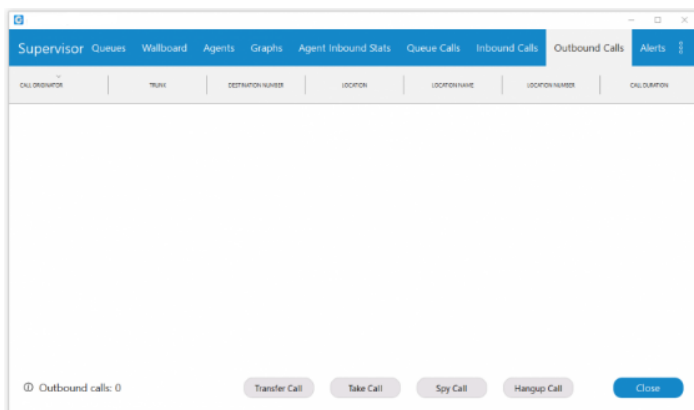 Supervisor Queues Wallboard Agents Graphs Agent Inbound Stats Queue Calls Inbound Calls Outbound Calls Alerts
CALL ORIGINATOR TRUNK DESTINATION NUMBER LOCATION LOCATION NAME LOCATION NUMBER CALL DURATION
Outbound calls: 0 Transfer Call Take Call Spy Call Hangup Call Close